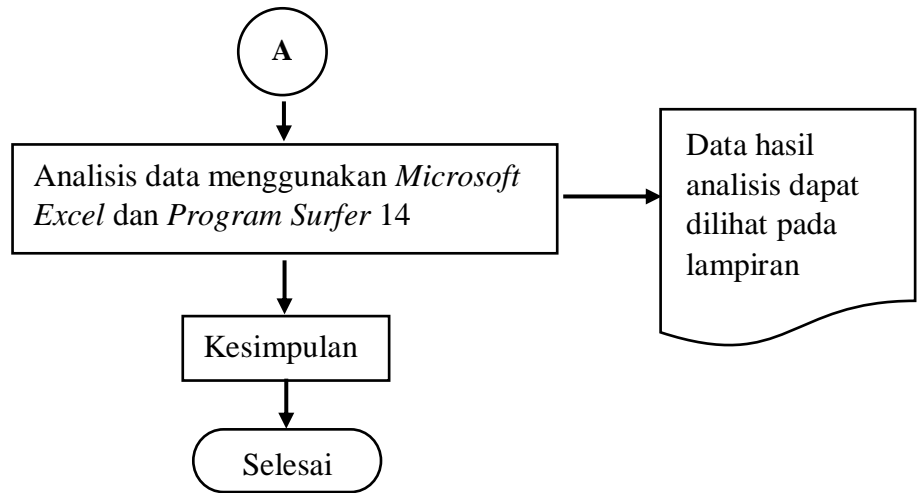 A
Analisis data menggunakan Microsoft
Excel dan Program Surfer 14
Data hasil
analisis dapat
dilihat pada
lampiran
Kesimpulan
Selesai